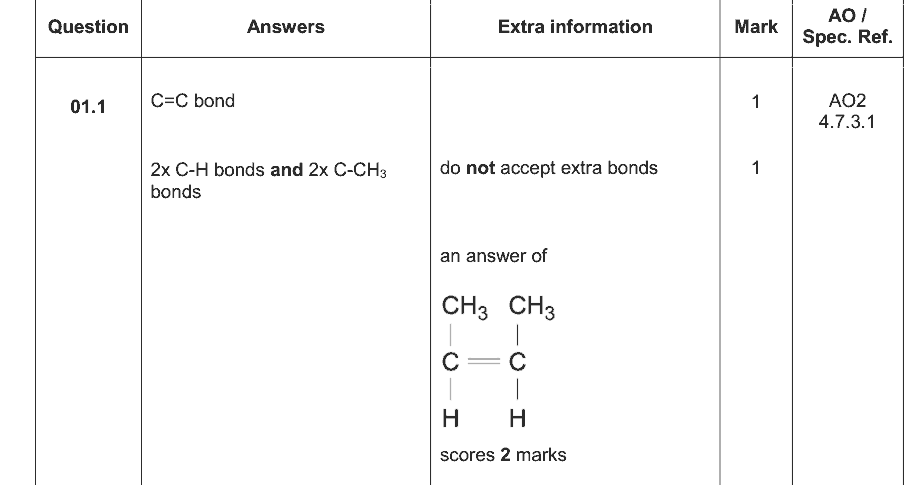 Question Answers Extra information Mark AO /
Spec. Ref.
01.1 C=C bond 1 AO2
4.7.3.1
2x C-H bonds and 2x C-CH₃ do not accept extra bonds 1
bonds
an answer of
CH₃ CH₃
C = C
H H
scores 2 marks